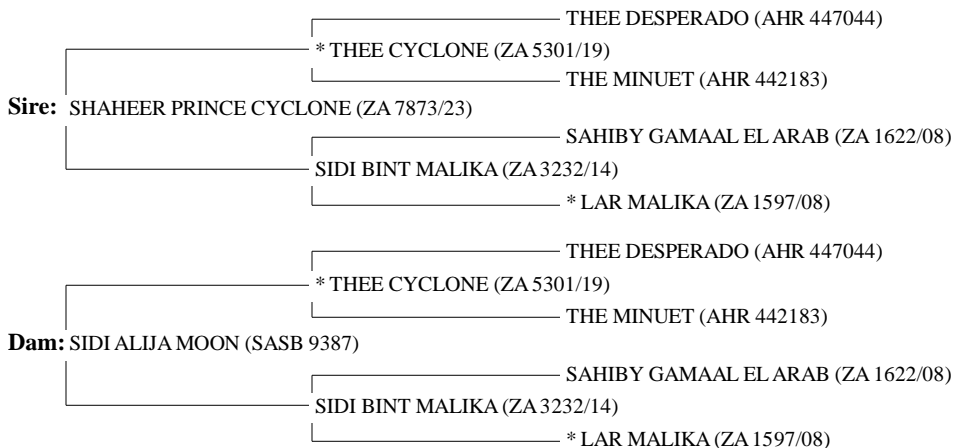 THEE DESPERADO (AHR 447044)
* THEE CYCLONE (ZA 5301/19)
THE MINUET (AHR 442183)
Sire: SHAHEER PRINCE CYCLONE (ZA 7873/23)
SAHIBY GAMAAL EL ARAB (ZA 1622/08)
SIDI BINT MALIKA (ZA 3232/14)
* LAR MALIKA (ZA 1597/08)
THEE DESPERADO (AHR 447044)
* THEE CYCLONE (ZA 5301/19)
THE MINUET (AHR 442183)
Dam: SIDI ALIJA MOON (SASB 9387)
SAHIBY GAMAAL EL ARAB (ZA 1622/08)
SIDI BINT MALIKA (ZA 3232/14)
* LAR MALIKA (ZA 1597/08)